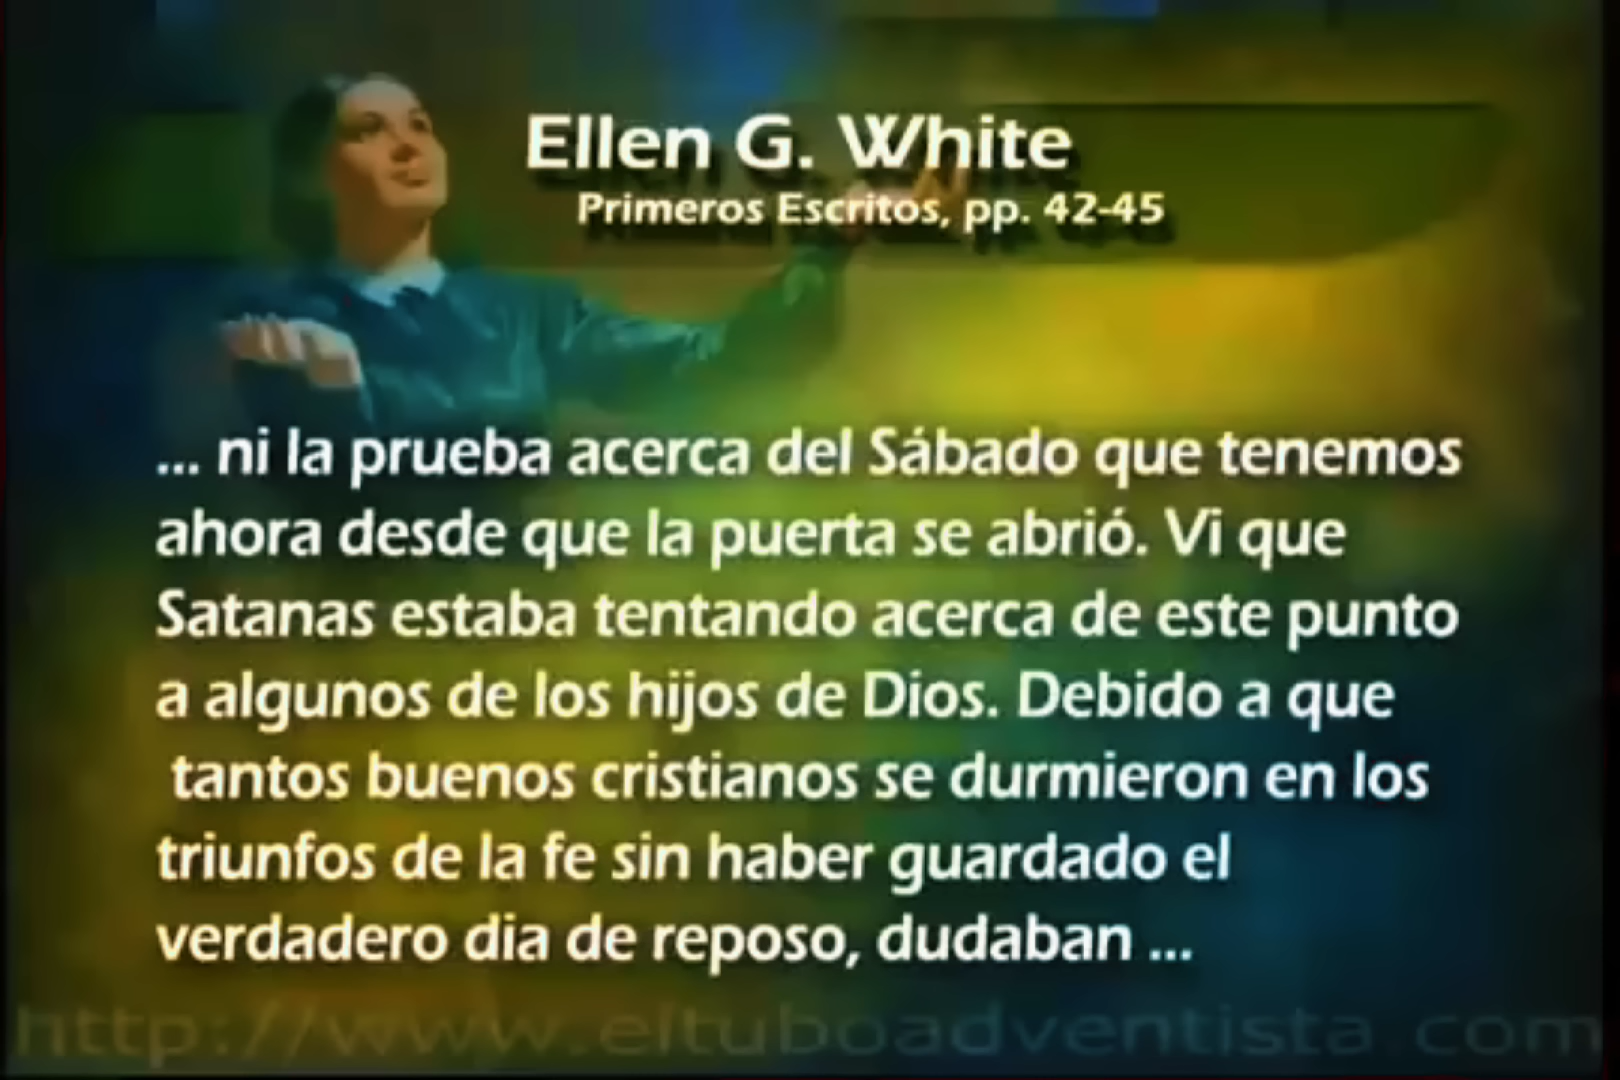 Ellen G. White
Primeros Escritos, pp. 42-45
... ni la prueba acerca del Sábado que tenemos
ahora desde que la puerta se abrió. Vi que
Satanas estaba tentando acerca de este punto
a algunos de los hijos de Dios. Debido a que
tantos buenos cristianos se durmieron en los
triunfos de la fe sin haber guardado el
verdadero dia de reposo, dudaban ...
http://www.eltuboadventista.com